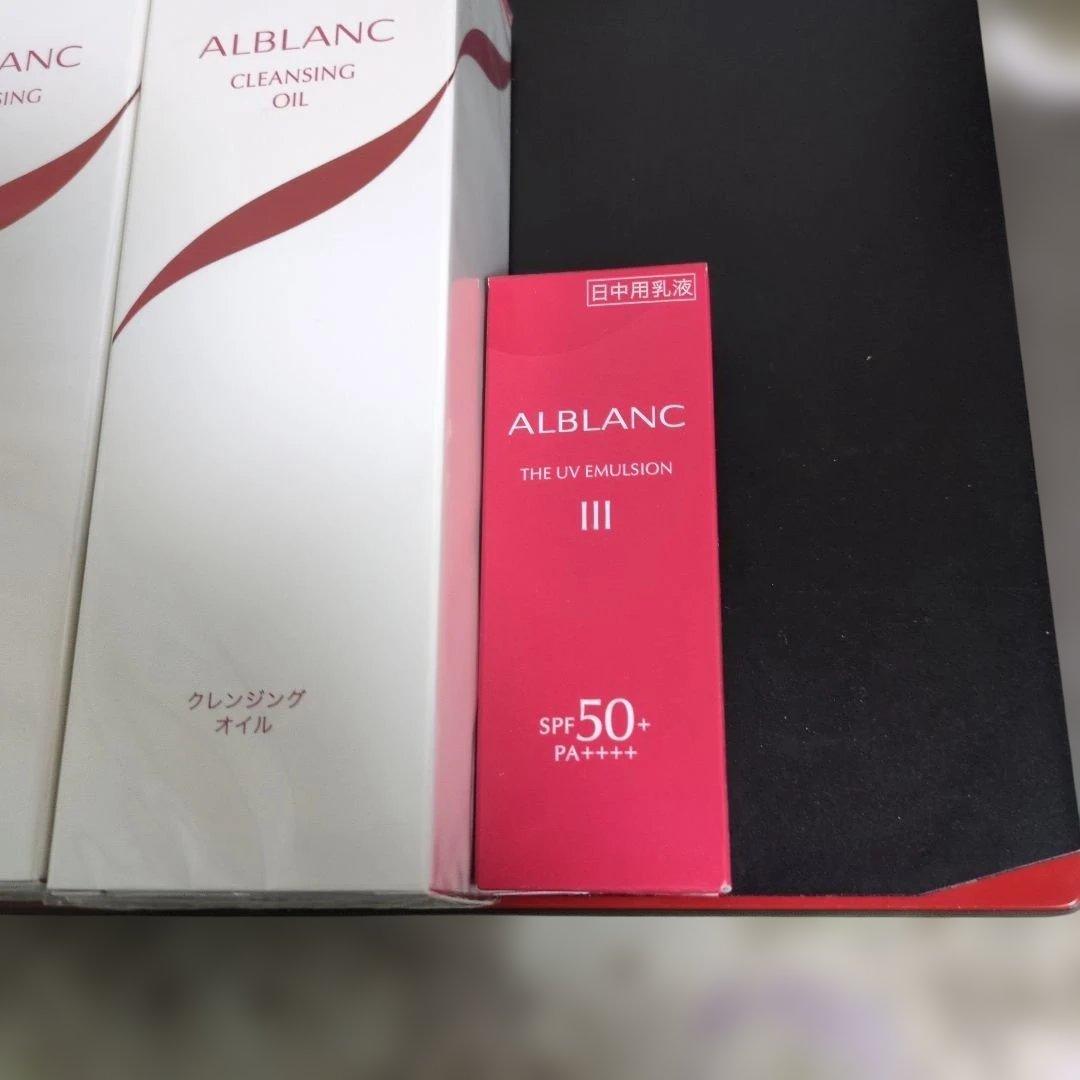 ANC
SING
ALBLANC
CLEANSING
OIL
クレンジング
オイル
日中用乳液
ALBLANC
THE UV EMULSION
III
SPF50+
PA++++